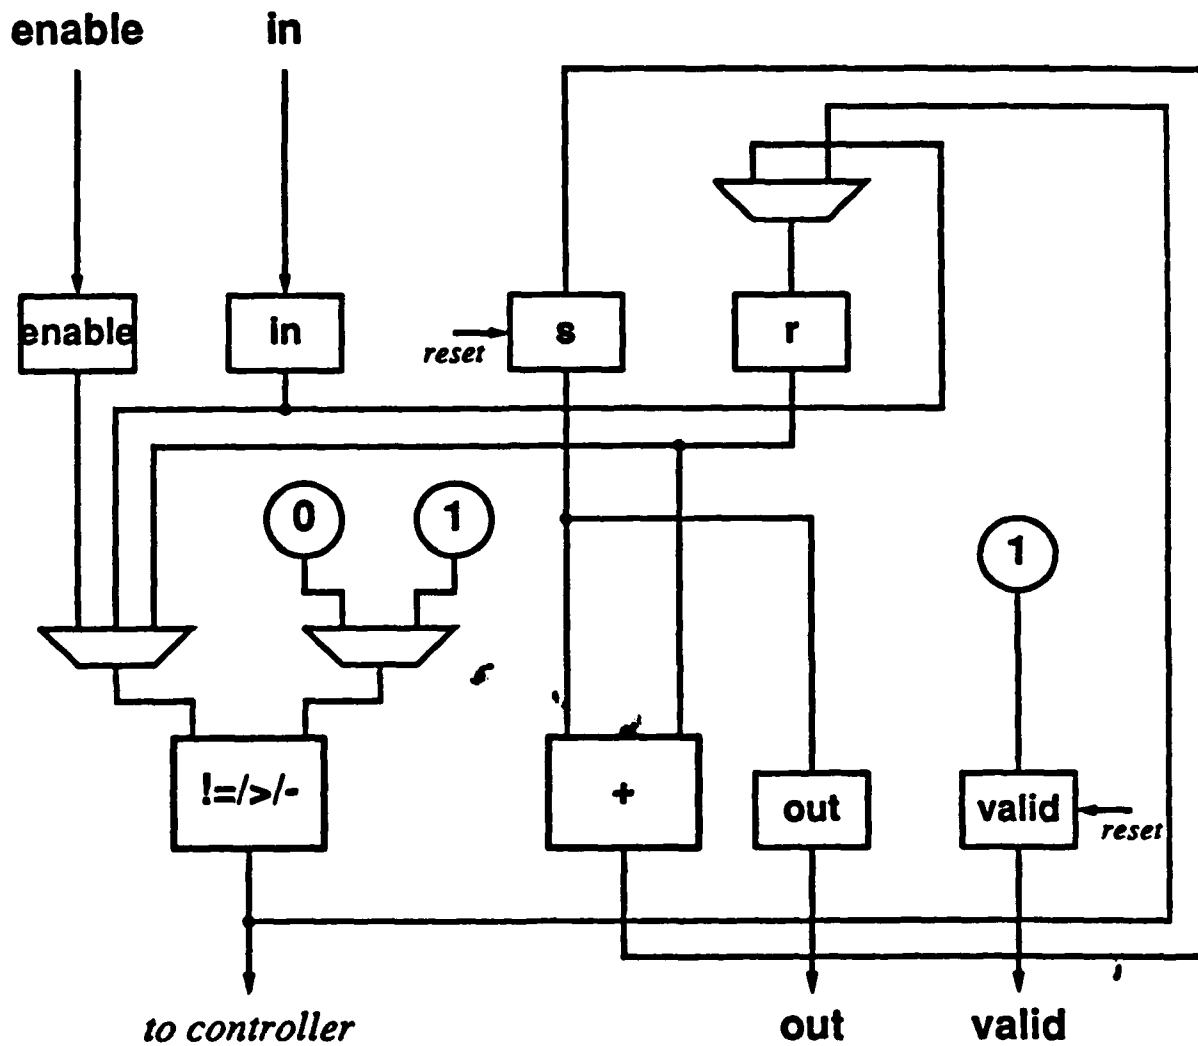 enable in
enable in s r
reset
0 1
1
!=/>/- + out valid
reset
to controller out valid